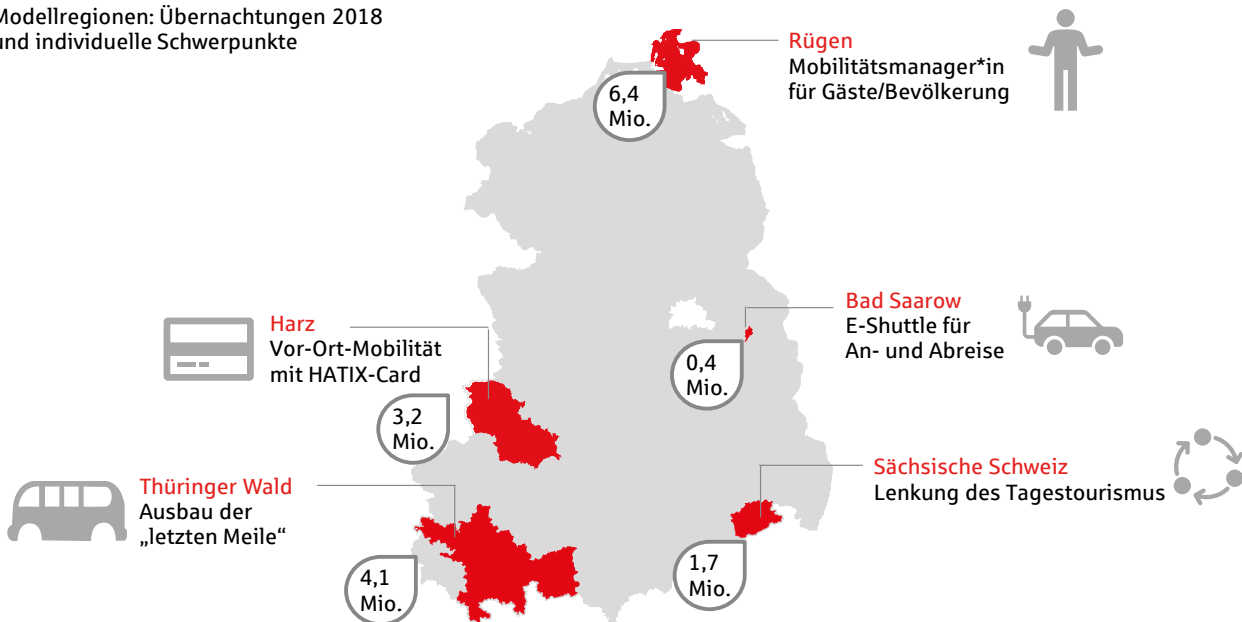 Modellregionen: Übernachtungen 2018
und individuelle Schwerpunkte
Rügen
Mobilitätsmanager*in
für Gäste/Bevölkerung
6,4
Mio.
Bad Saarow
E-Shuttle für
An- und Abreise
0,4
Mio.
Harz
Vor-Ort-Mobilität
mit HATIX-Card
3,2
Mio.
Sächsische Schweiz
Lenkung des Tagestourismus
1,7
Mio.
Thüringer Wald
Ausbau der
„letzten Meile“
4,1
Mio.